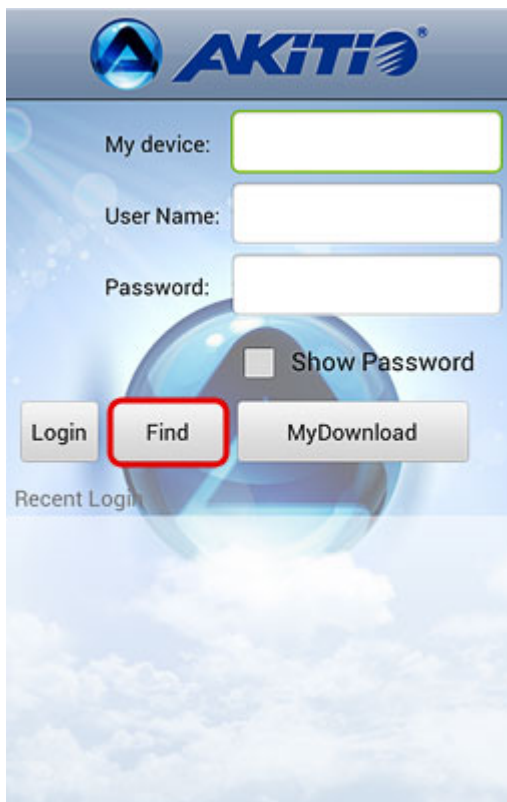 AKiTiO®
My device:
User Name:
Password:
Show Password
Login Find MyDownload
Recent Login